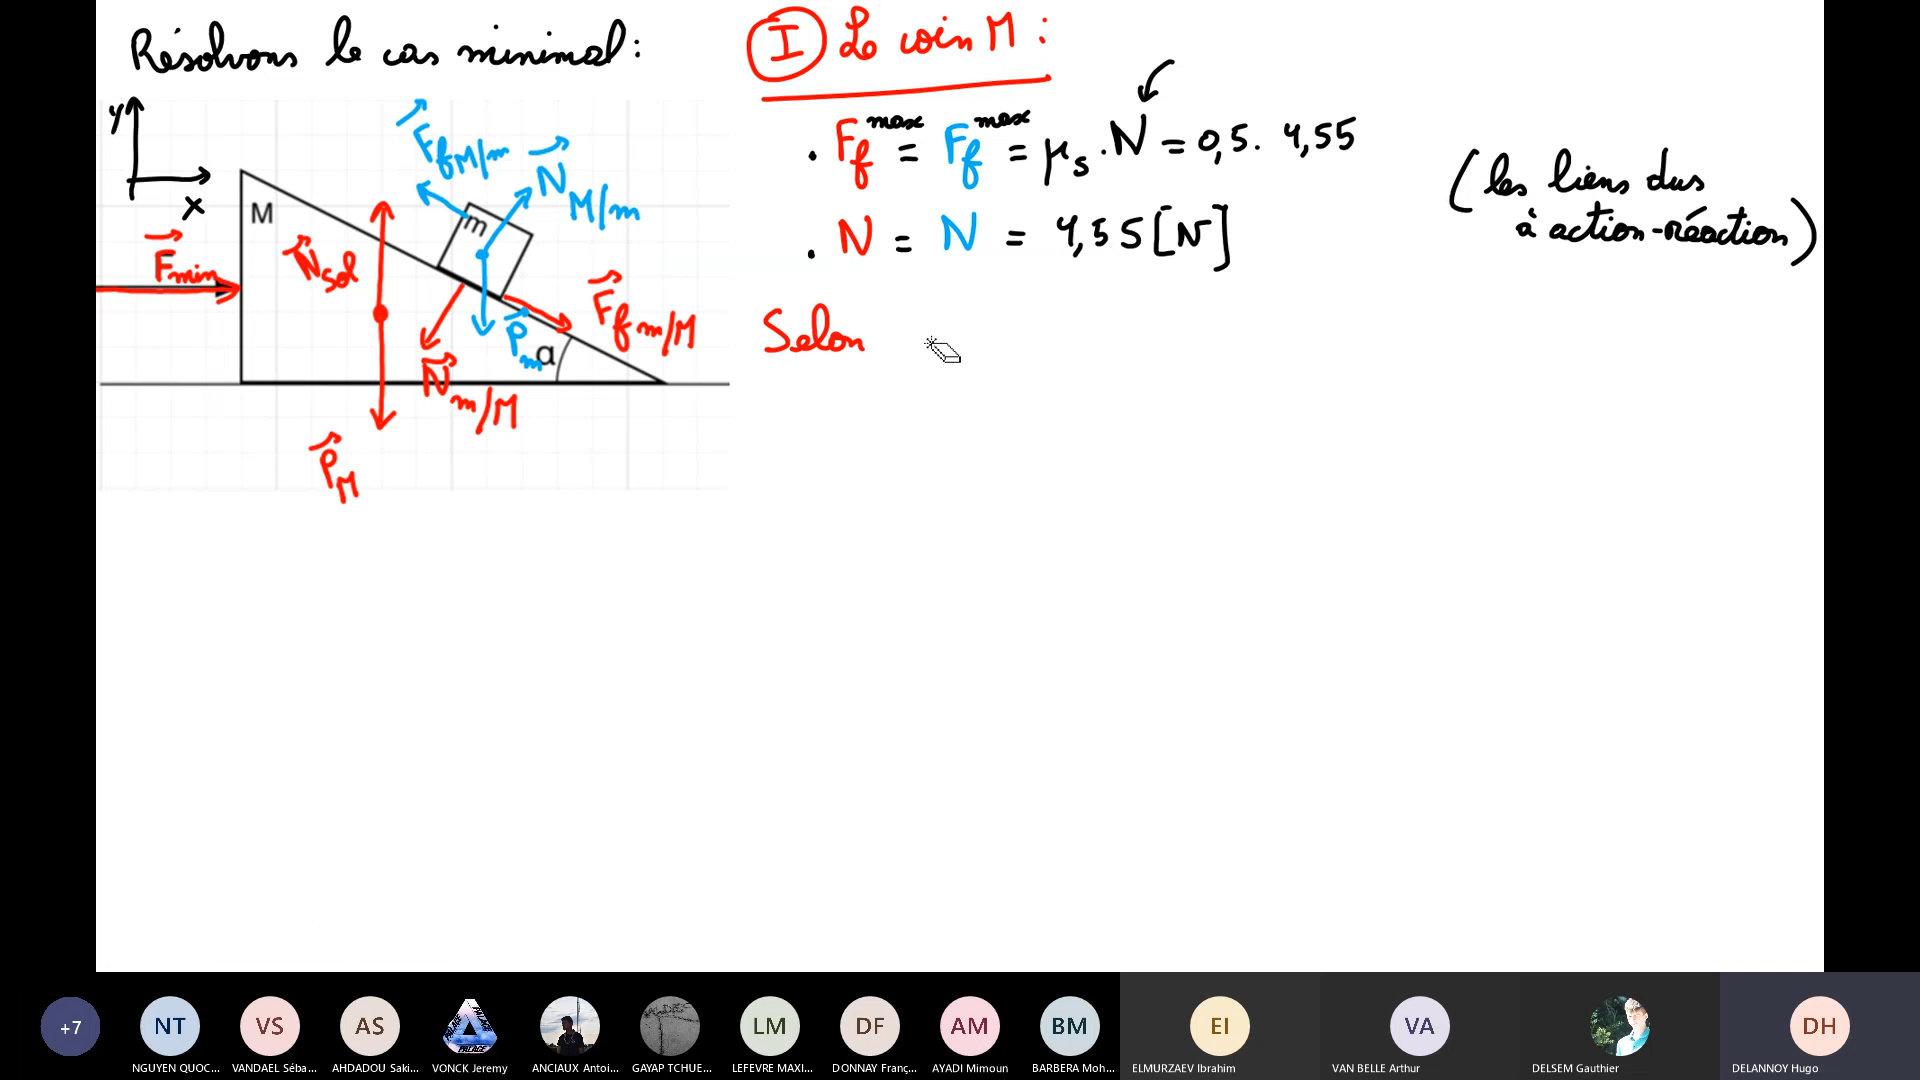 Résolvons le cas minimal :
I Le coin M :
. Ff max = Ff max = μs . N = 0,5 . 4,55
. N = N = 4,55 [N]
(les liens dus
à action-réaction)
Selon
y
x
M
m
α
F min
N sol
P M
F f M/m
N M/m
P m
F f m/M
N m/M
+7
NT
VS
AS
PALACE
PALACE
PALACE
LM
DF
AM
BM
EI
VA
DH
NGUYEN QUOC...
VANDAEL Séba...
AHDADOU Saki...
VONCK Jeremy
ANCIAUX Antoi...
GAYAP TCHUE...
LEFEVRE MAXI...
DONNAY Franç...
AYADI Mimoun
BARBERA Moh...
ELMURZAEV Ibrahim
VAN BELLE Arthur
DELSEM Gauthier
DELANNOY Hugo